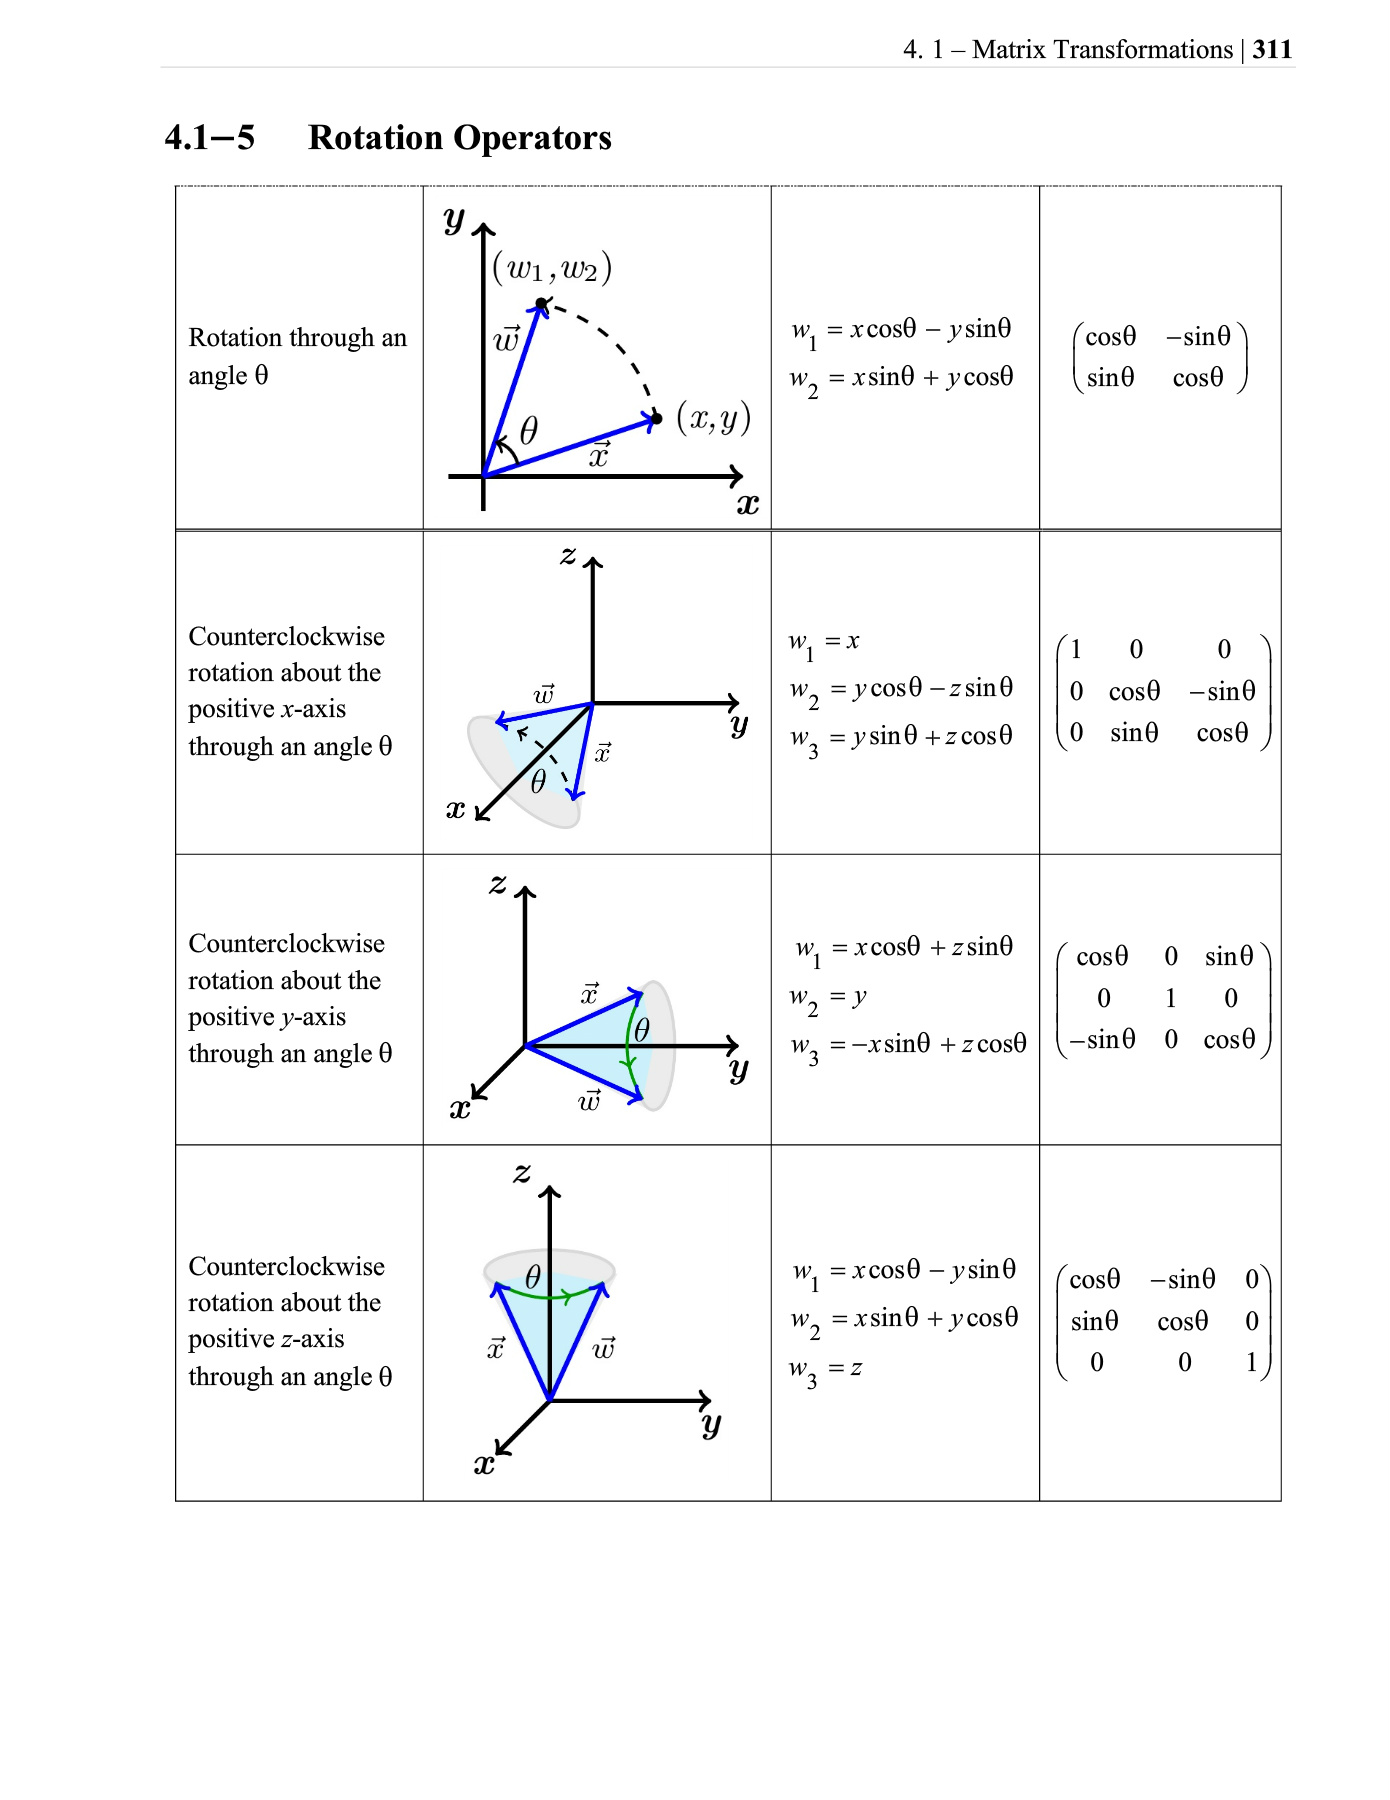 4. 1 – Matrix Transformations | 311
4.1–5 Rotation Operators
Rotation through an
angle θ
y
(w₁,w₂)
w⃗
θ
x⃗
(x,y)
x
w₁ = x cosθ − y sinθ
w₂ = x sinθ + y cosθ
cosθ −sinθ
sinθ cosθ
Counterclockwise
rotation about the
positive x-axis
through an angle θ
z
w⃗
y
x⃗
θ
x
w₁ = x
w₂ = y cosθ − z sinθ
w₃ = y sinθ + z cosθ
1 0 0
0 cosθ −sinθ
0 sinθ cosθ
Counterclockwise
rotation about the
positive y-axis
through an angle θ
z
x⃗
θ
y
w⃗
x
w₁ = x cosθ + z sinθ
w₂ = y
w₃ = −x sinθ + z cosθ
cosθ 0 sinθ
0 1 0
−sinθ 0 cosθ
Counterclockwise
rotation about the
positive z-axis
through an angle θ
z
θ
x⃗ w⃗
y
x
w₁ = x cosθ − y sinθ
w₂ = x sinθ + y cosθ
w₃ = z
cosθ −sinθ 0
sinθ cosθ 0
0 0 1